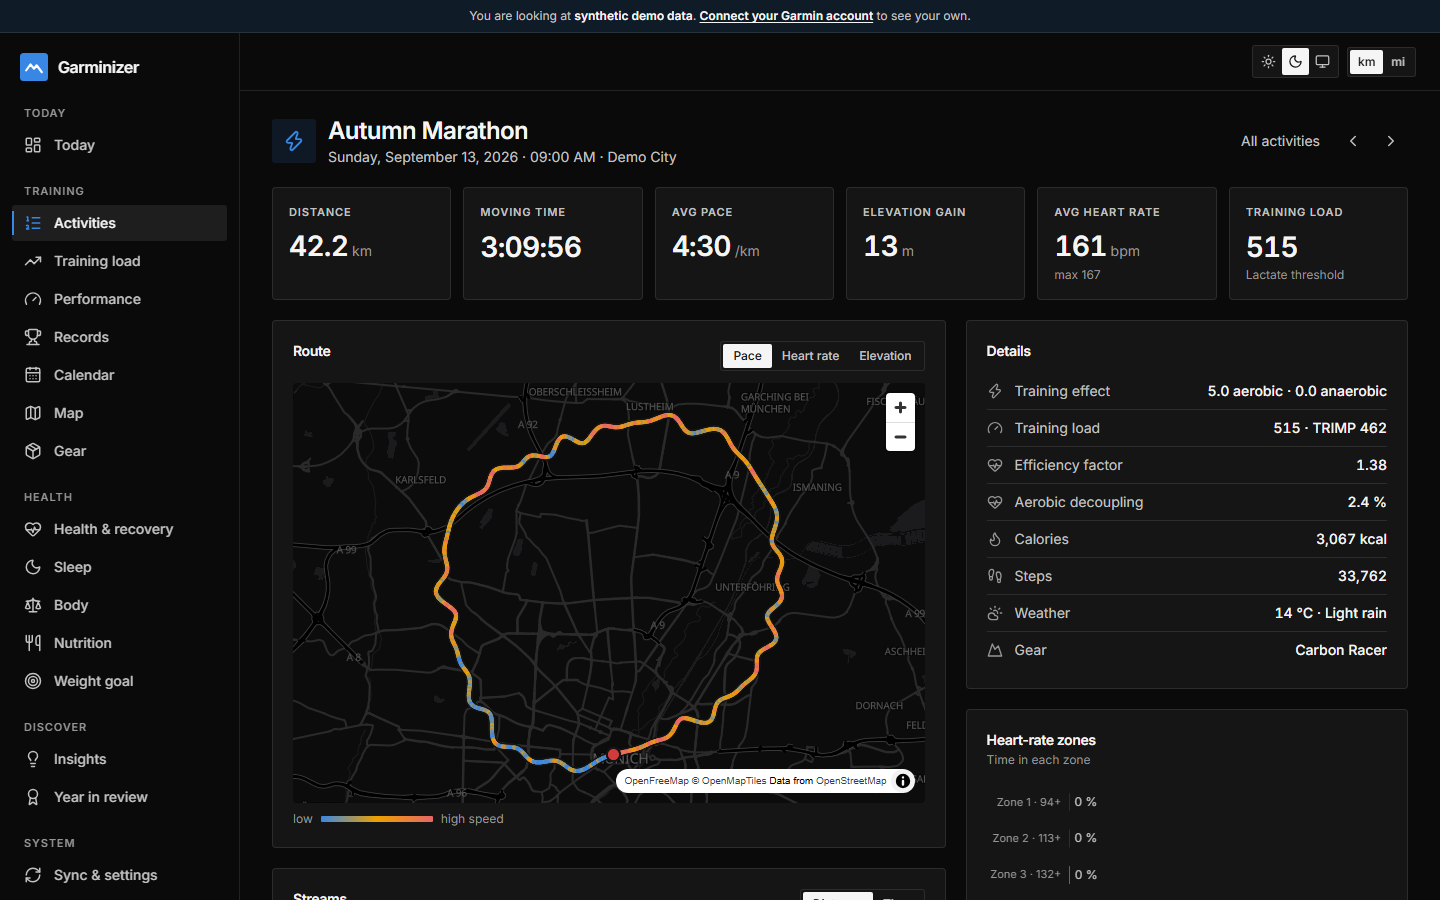 You are looking at synthetic demo data. Connect your Garmin account to see your own.
Garminizer
km mi
TODAY
Today
TRAINING
Activities
Training load
Performance
Records
Calendar
Map
Gear
HEALTH
Health & recovery
Sleep
Body
Nutrition
Weight goal
DISCOVER
Insights
Year in review
SYSTEM
Sync & settings
Autumn Marathon
Sunday, September 13, 2026 · 09:00 AM · Demo City
All activities
DISTANCE
42.2 km
MOVING TIME
3:09:56
AVG PACE
4:30 /km
ELEVATION GAIN
13 m
AVG HEART RATE
161 bpm
max 167
TRAINING LOAD
515
Lactate threshold
Route
Pace Heart rate Elevation
OBERSCHLEISSHEIM
LUSTHEIM
GARCHING BEI
MÜNCHEN
A 92
KARLSFELD
A 9
ISMANING
A 99
UNTERFÖHRING
A 99
A 9
A 8
DORNACH
A 96
OpenFreeMap © OpenMapTiles Data from OpenStreetMap
low high speed
Streams
Details
Training effect 5.0 aerobic · 0.0 anaerobic
Training load 515 · TRIMP 462
Efficiency factor 1.38
Aerobic decoupling 2.4 %
Calories 3,067 kcal
Steps 33,762
Weather 14 °C · Light rain
Gear Carbon Racer
Heart-rate zones
Time in each zone
Zone 1 · 94+ 0 %
Zone 2 · 113+ 0 %
Zone 3 · 132+ 0 %